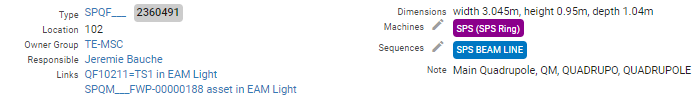 Type SPQF___ 2360491
Location 102
Owner Group TE-MSC
Responsible Jeremie Bauche
Links QF10211=TS1 in EAM Light
SPQM___FWP-00000188 asset in EAM Light
Dimensions width 3.045m, height 0.95m, depth 1.04m
Machines SPS (SPS Ring)
Sequences SPS BEAM LINE
Note Main Quadrupole, QM, QUADRUPO, QUADRUPOLE